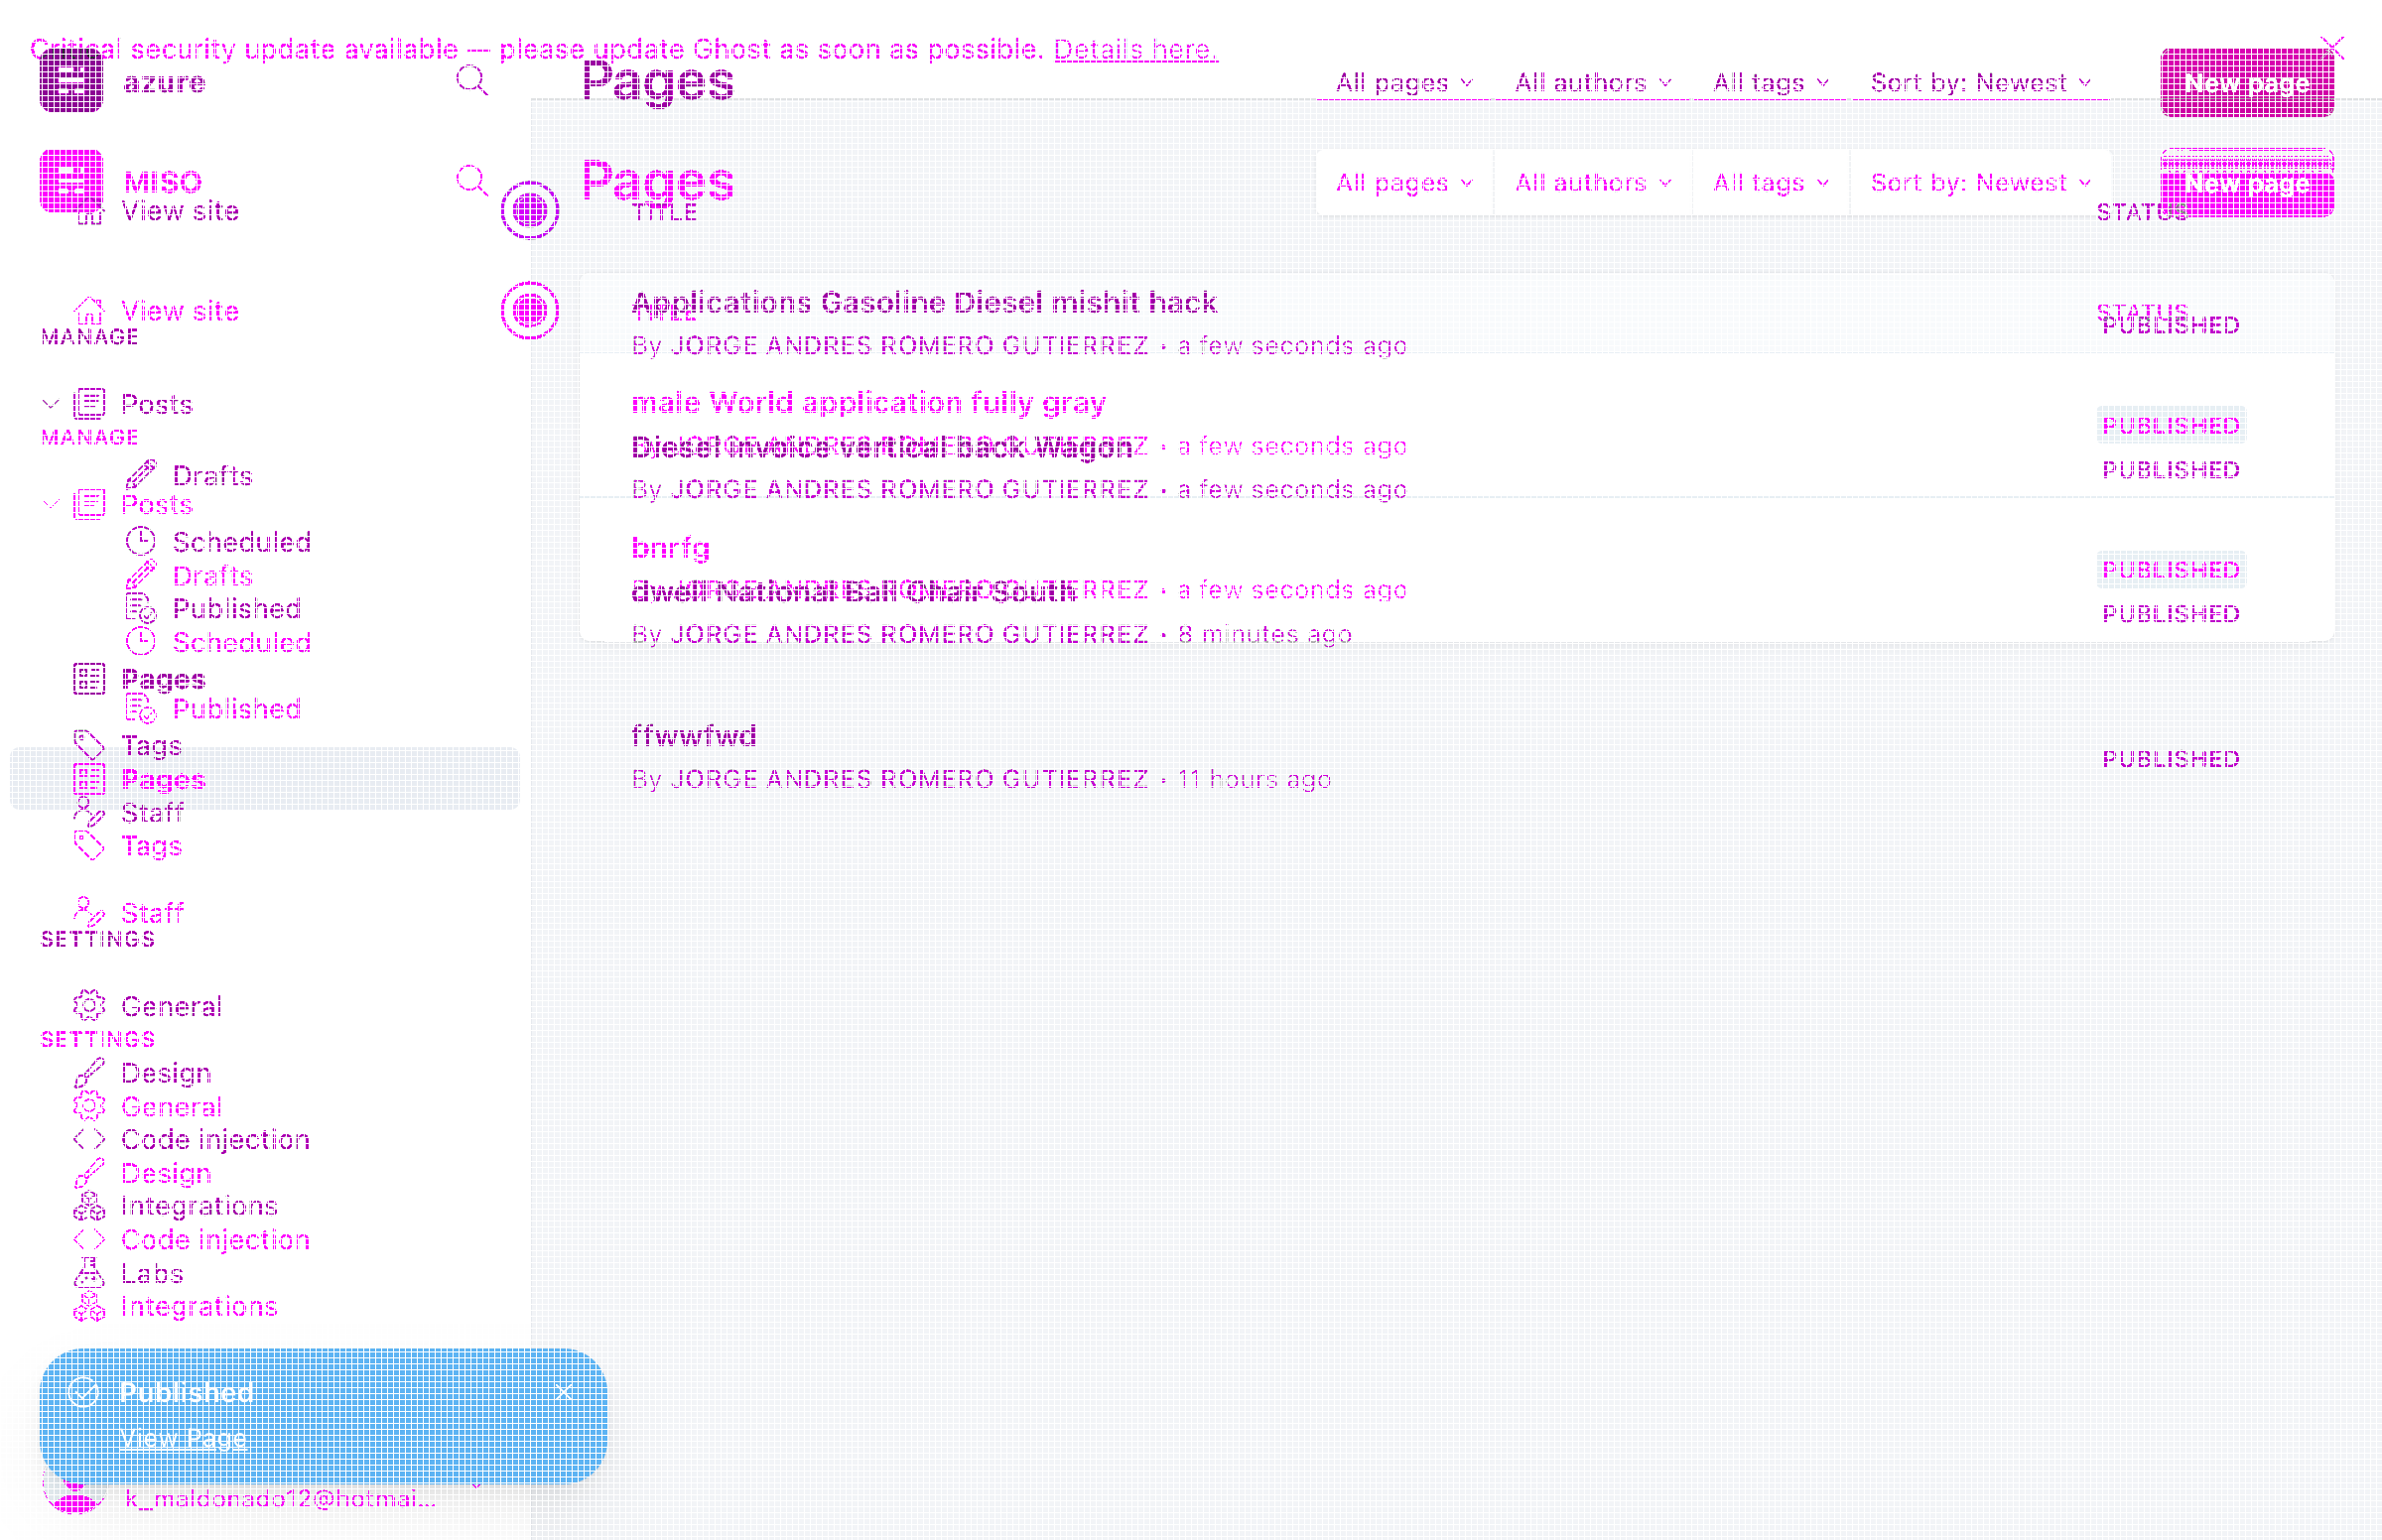 Critical security update available — please update Ghost as soon as possible. Details here.
azure
Pages
All pages
All authors
All tags
Sort by: Newest
New page
MISO
Pages
All pages
All authors
All tags
Sort by: Newest
New page
View site
TITLE
STATUS
View site
TITLE
STATUS
Applications Gasoline Diesel mishit hack
PUBLISHED
By JORGE ANDRES ROMERO GUTIERREZ • a few seconds ago
MANAGE
male World application fully gray
Posts
PUBLISHED
MANAGE
Diesel invoice vertical back Wagon
By JORGE ANDRES ROMERO GUTIERREZ • a few seconds ago
PUBLISHED
Drafts
By JORGE ANDRES ROMERO GUTIERREZ • a few seconds ago
Posts
Scheduled
bnrfg
PUBLISHED
Drafts
National
South
By JORGE ANDRES ROMERO GUTIERREZ • a few seconds ago
Published
PUBLISHED
Scheduled
By JORGE ANDRES ROMERO GUTIERREZ • 8 minutes ago
Pages
Published
ffwwfwd
Tags
PUBLISHED
Pages
By JORGE ANDRES ROMERO GUTIERREZ • 11 hours ago
Staff
Tags
Staff
SETTINGS
General
SETTINGS
Design
General
Code injection
Design
Integrations
Code injection
Labs
Integrations
Published
View Page
k_maldonado12@hotmai...